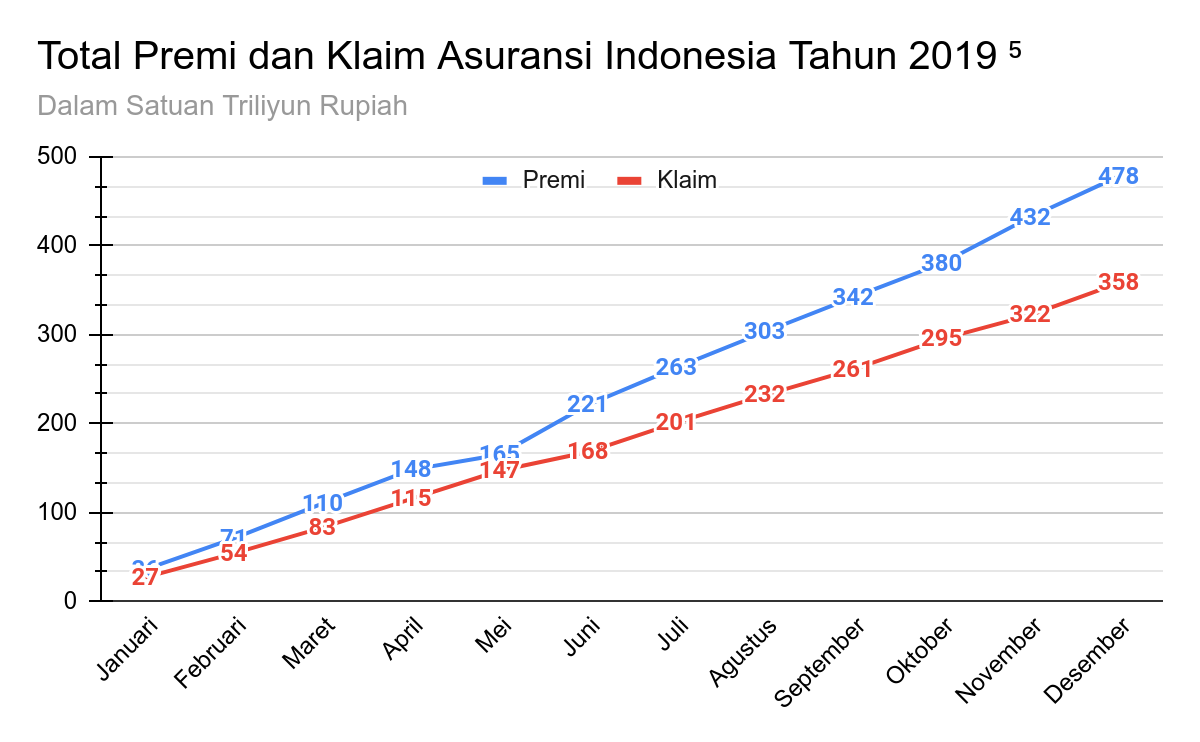 Total Premi dan Klaim Asuransi Indonesia Tahun 2019 ⁵
Dalam Satuan Triliyun Rupiah
Premi Klaim
500
400
300
200
100
0
71 110 148 165 221 263 303 342 380 432 478
27 54 83 115 147 168 201 232 261 295 322 358
Januari Februari Maret April Mei Juni Juli Agustus September Oktober November Desember